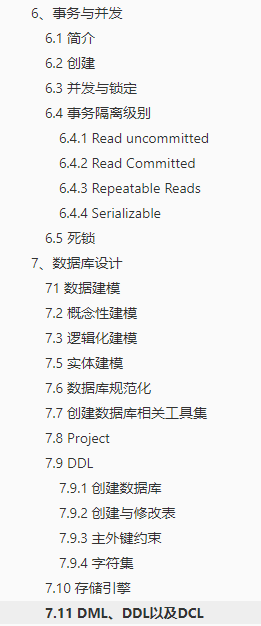 6、事务与并发
6.1 简介
6.2 创建
6.3 并发与锁定
6.4 事务隔离级别
6.4.1 Read uncommitted
6.4.2 Read Committed
6.4.3 Repeatable Reads
6.4.4 Serializable
6.5 死锁
7、数据库设计
71 数据建模
7.2 概念性建模
7.3 逻辑化建模
7.5 实体建模
7.6 数据库规范化
7.7 创建数据库相关工具集
7.8 Project
7.9 DDL
7.9.1 创建数据库
7.9.2 创建与修改表
7.9.3 主外键约束
7.9.4 字符集
7.10 存储引擎
7.11 DML、DDL以及DCL